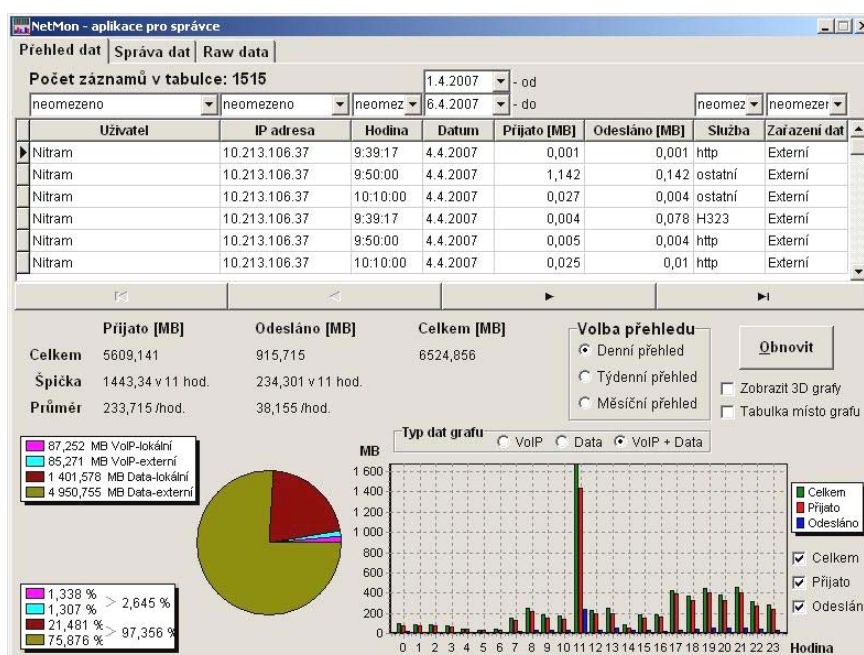 NetMon - aplikace pro správce
Přehled dat Správa dat Raw data
Počet záznamů v tabulce: 1515 1.4.2007 - od
neomezeno neomezeno neomez 6.4.2007 - do neomez neomezer
Uživatel IP adresa Hodina Datum Přijato [MB] Odesláno [MB] Služba Zařazení dat
Nitram 10.213.106.37 9:39:17 4.4.2007 0,001 0,001 http Externí
Nitram 10.213.106.37 9:50:00 4.4.2007 1,142 0,142 ostatní Externí
Nitram 10.213.106.37 10:10:00 4.4.2007 0,027 0,004 ostatní Externí
Nitram 10.213.106.37 9:39:17 4.4.2007 0,004 0,078 H323 Externí
Nitram 10.213.106.37 9:50:00 4.4.2007 0,005 0,004 http Externí
Nitram 10.213.106.37 10:10:00 4.4.2007 0,025 0,01 http Externí
Přijato [MB] Odesláno [MB] Celkem [MB]
Celkem 5609,141 915,715 6524,856
Špička 1443,34 v 11 hod. 234,301 v 11 hod.
Průměr 233,715 /hod. 38,155 /hod.
Volba přehledu
Denní přehled
Týdenní přehled
Měsíční přehled
Obnovit
Zobrazit 3D grafy
Tabulka místo grafu
Typ dat grafu VoIP Data VoIP + Data
87,252 MB VoIP-lokální
85,271 MB VoIP-externí
1 401,578 MB Data-lokální
4 950,755 MB Data-externí
1,338 %
1,307 %
> 2,645 %
21,481 %
75,876 %
> 97,356 %
MB
1 600
1 400
1 200
1 000
800
600
400
200
0
0 1 2 3 4 5 6 7 8 9 10 11 12 13 14 15 16 17 18 19 20 21 22 23 Hodina
Celkem
Přijato
Odesláno
Celkem
Přijato
Odeslán